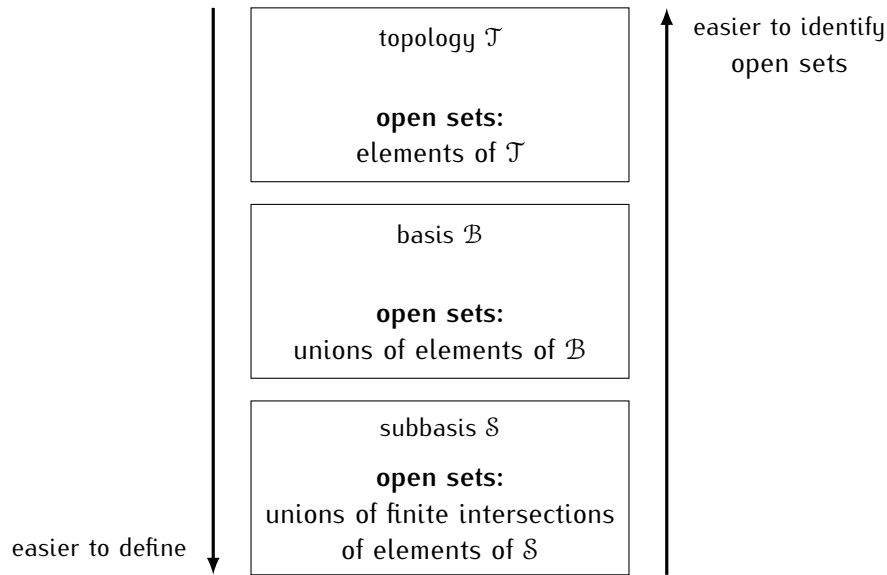 topology 𝒯
open sets:
elements of 𝒯
easier to identify
open sets
basis ℬ
open sets:
unions of elements of ℬ
subbasis 𝒮
open sets:
unions of finite intersections
of elements of 𝒮
easier to define